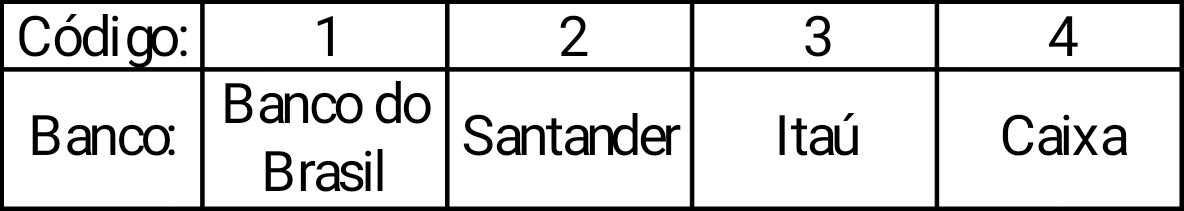 Código: 1 2 3 4
Banco: Banco do Brasil Santander Itaú Caixa